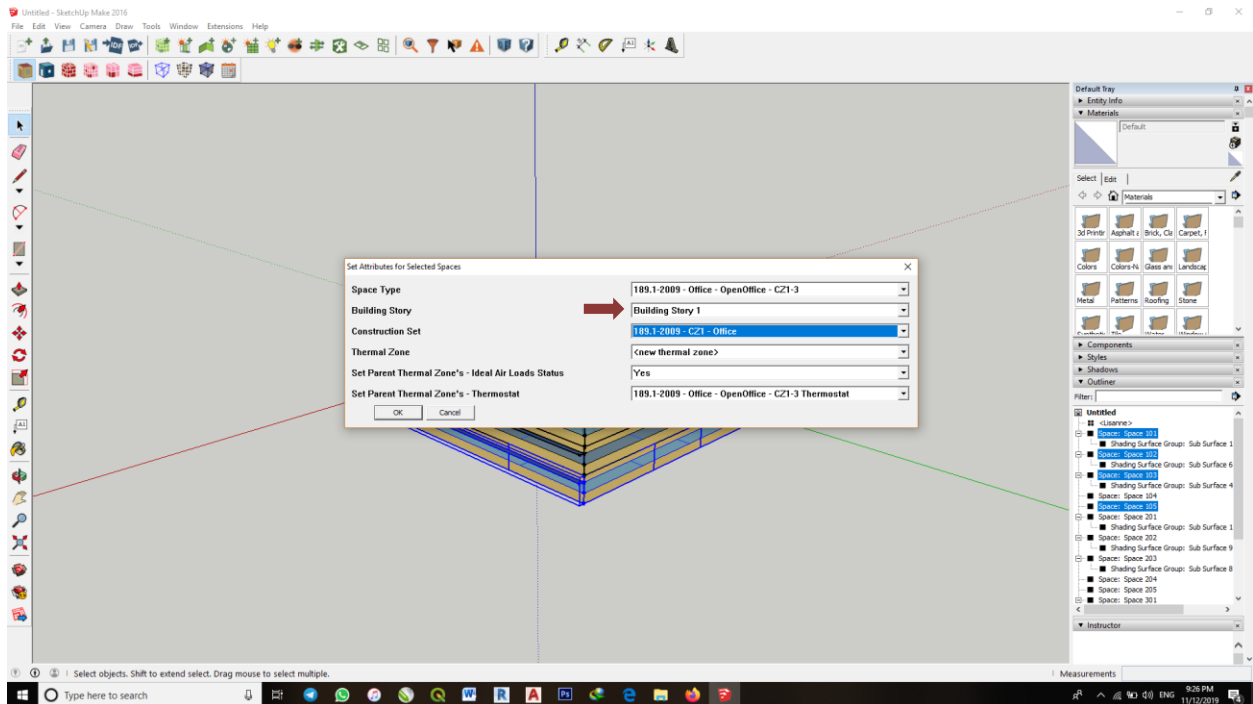 Untitled - SketchUp Make 2016
File Edit View Camera Draw Tools Window Extensions Help
Default Tray
Entity Info
Materials
Default
Select Edit
Materials
3d Printir Asphalt a Brick, Cla Carpet, F
Colors Colors-Na Glass and Landscap
Metal Patterns Roofing Stone
Components
Styles
Shadows
Outliner
Filter:
Untitled
<Lisanne>
Space: Space 101
Shading Surface Group: Sub Surface 1
Space: Space 102
Shading Surface Group: Sub Surface 6
Space: Space 103
Shading Surface Group: Sub Surface 4
Space: Space 104
Space: Space 105
Space: Space 201
Shading Surface Group: Sub Surface 1
Space: Space 202
Shading Surface Group: Sub Surface 9
Space: Space 203
Shading Surface Group: Sub Surface 8
Space: Space 204
Space: Space 205
Space: Space 301
Instructor
Set Attributes for Selected Spaces
Space Type 189.1-2009 - Office - OpenOffice - CZ1-3
Building Story Building Story 1
Construction Set 189.1-2009 - CZ1 - Office
Thermal Zone <new thermal zone>
Set Parent Thermal Zone's - Ideal Air Loads Status Yes
Set Parent Thermal Zone's - Thermostat 189.1-2009 - Office - OpenOffice - CZ1-3 Thermostat
OK Cancel
Select objects. Shift to extend select. Drag mouse to select multiple. Measurements
Type here to search
ENG 9:26 PM
11/12/2019